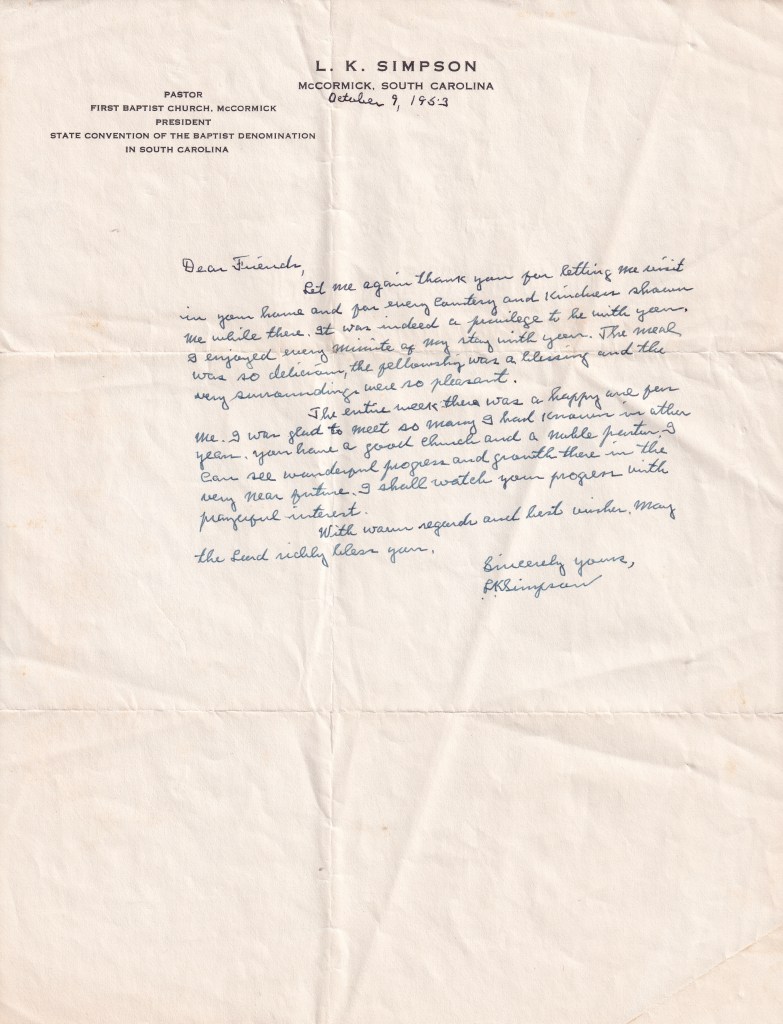 L. K. SIMPSON
McCORMICK, SOUTH CAROLINA
October 9, 1953
PASTOR
FIRST BAPTIST CHURCH, McCORMICK
PRESIDENT
STATE CONVENTION OF THE BAPTIST DENOMINATION
IN SOUTH CAROLINA
Dear Friends,
Let me again thank you for letting me visit
in your home and for every courtesy and kindness shown
me while there. It was indeed a privilege to be with you.
I enjoyed every minute of my stay with you. The meal
was so delicious, the fellowship was a blessing and the
very surroundings were so pleasant.
The entire week there was a happy one for
me. I was glad to meet so many I had known in other
years. You have a good church and a noble pastor. I
can see wonderful progress and growth there in the
very near future. I shall watch your progress with
prayerful interest.
With warm regards and best wishes. May
the Lord richly bless you.
Sincerely yours,
L.K. Simpson